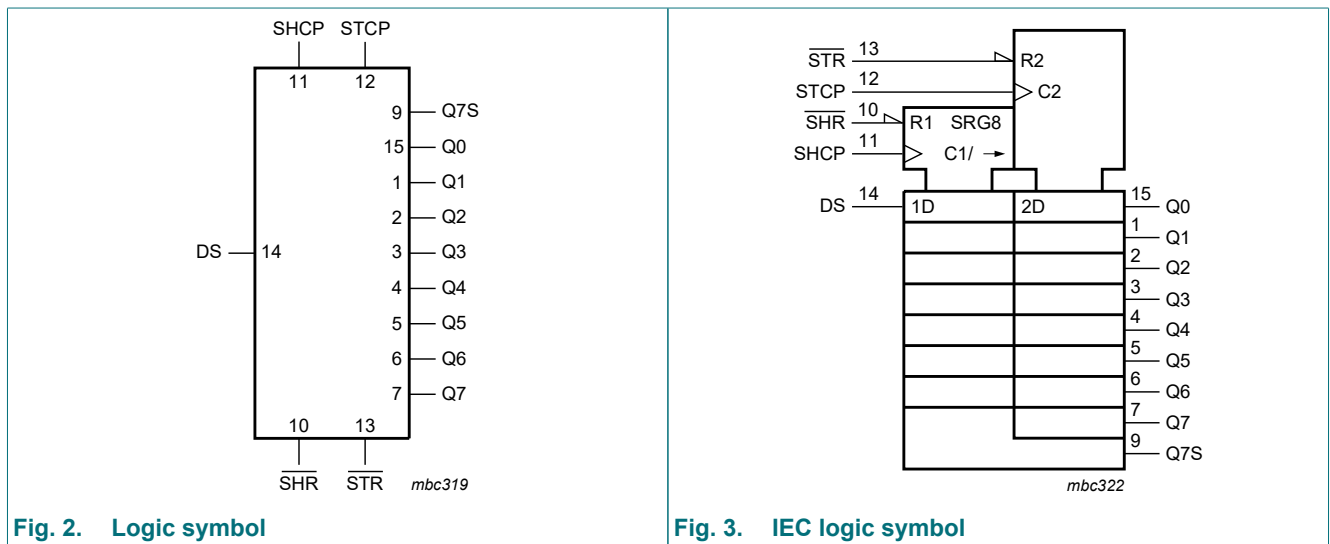 SHCP STCP
11 12
9 Q7S
15 Q0
1 Q1
2 Q2
DS 14 3 Q3
4 Q4
5 Q5
6 Q6
7 Q7
10 13
SHR STR mbc319
Fig. 2. Logic symbol
STR 13 R2
STCP 12 C2
SHR 10 R1 SRG8
SHCP 11 C1/ →
DS 14 1D 2D 15 Q0
1 Q1
2 Q2
3 Q3
4 Q4
5 Q5
6 Q6
7 Q7
9 Q7S
mbc322
Fig. 3. IEC logic symbol